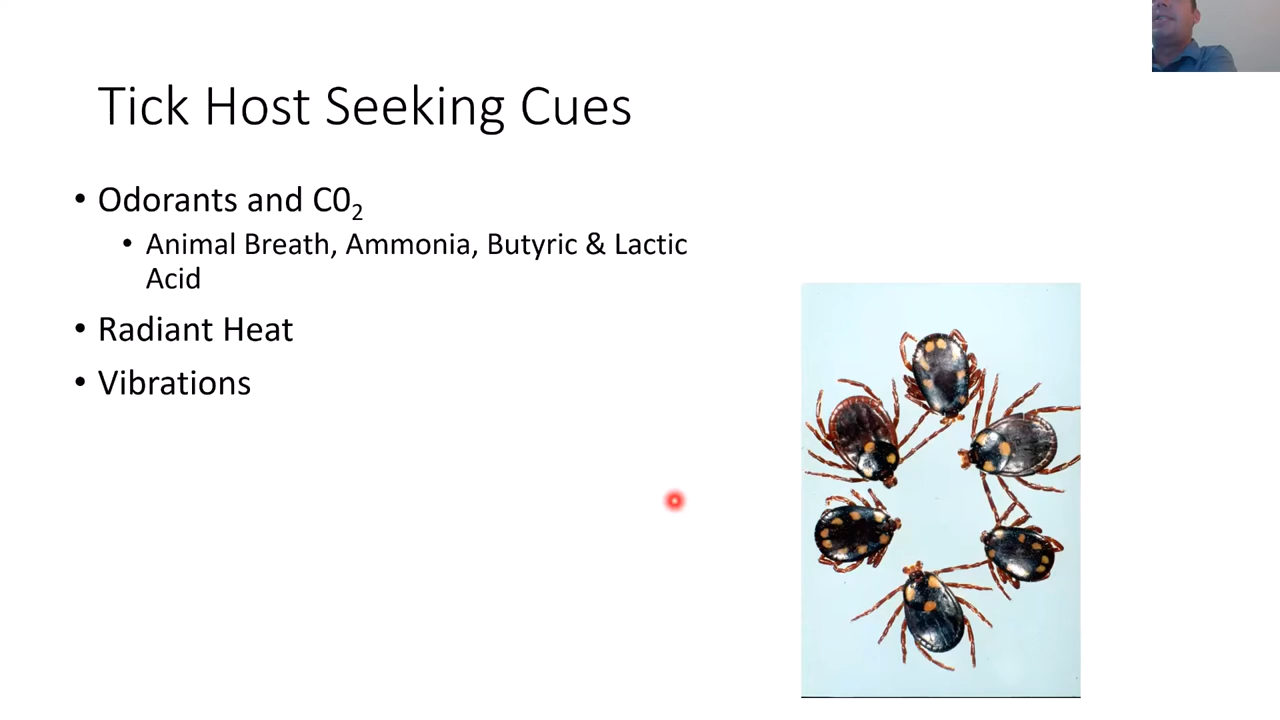 Tick Host Seeking Cues
• Odorants and C0₂
• Animal Breath, Ammonia, Butyric & Lactic
Acid
• Radiant Heat
• Vibrations